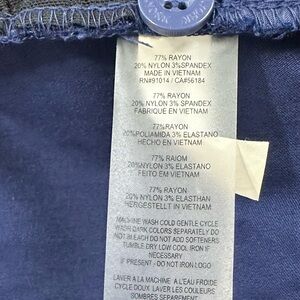 77% RAYON
20% NYLON 3% SPANDEX
MADE IN VIETNAM
RN#91014 / CA#56184
77% RAYON
20% NYLON 3% SPANDEX
FABRIQUE EN VIETNAM
77%RAYON
20%POLIAMIDA 3% ELASTANO
HECHO EN VIETNAM
77% RAIOM
20% NYLON 3% ELASTANO
FEITO EM VIETNAM
77% RAYON
20% NYLON 3% ELASTHAN
HERGESTELLT IN VIETNAM
MACHINE WASH COLD GENTLE CYCLE
WASH DARK COLORS SEPARATELY DO
NOT BLEACH DO NOT ADD SOFTENERS
TUMBLE DRY LOW COOL IRON IF
NECESSARY
IF PRESENT - DO NOT IRON LOGO
LAVER A LA MACHINE A L'EAU FROIDE
CYCLE DOUX LAVER LES COULEURS
SOMBRES SEPAREMENT